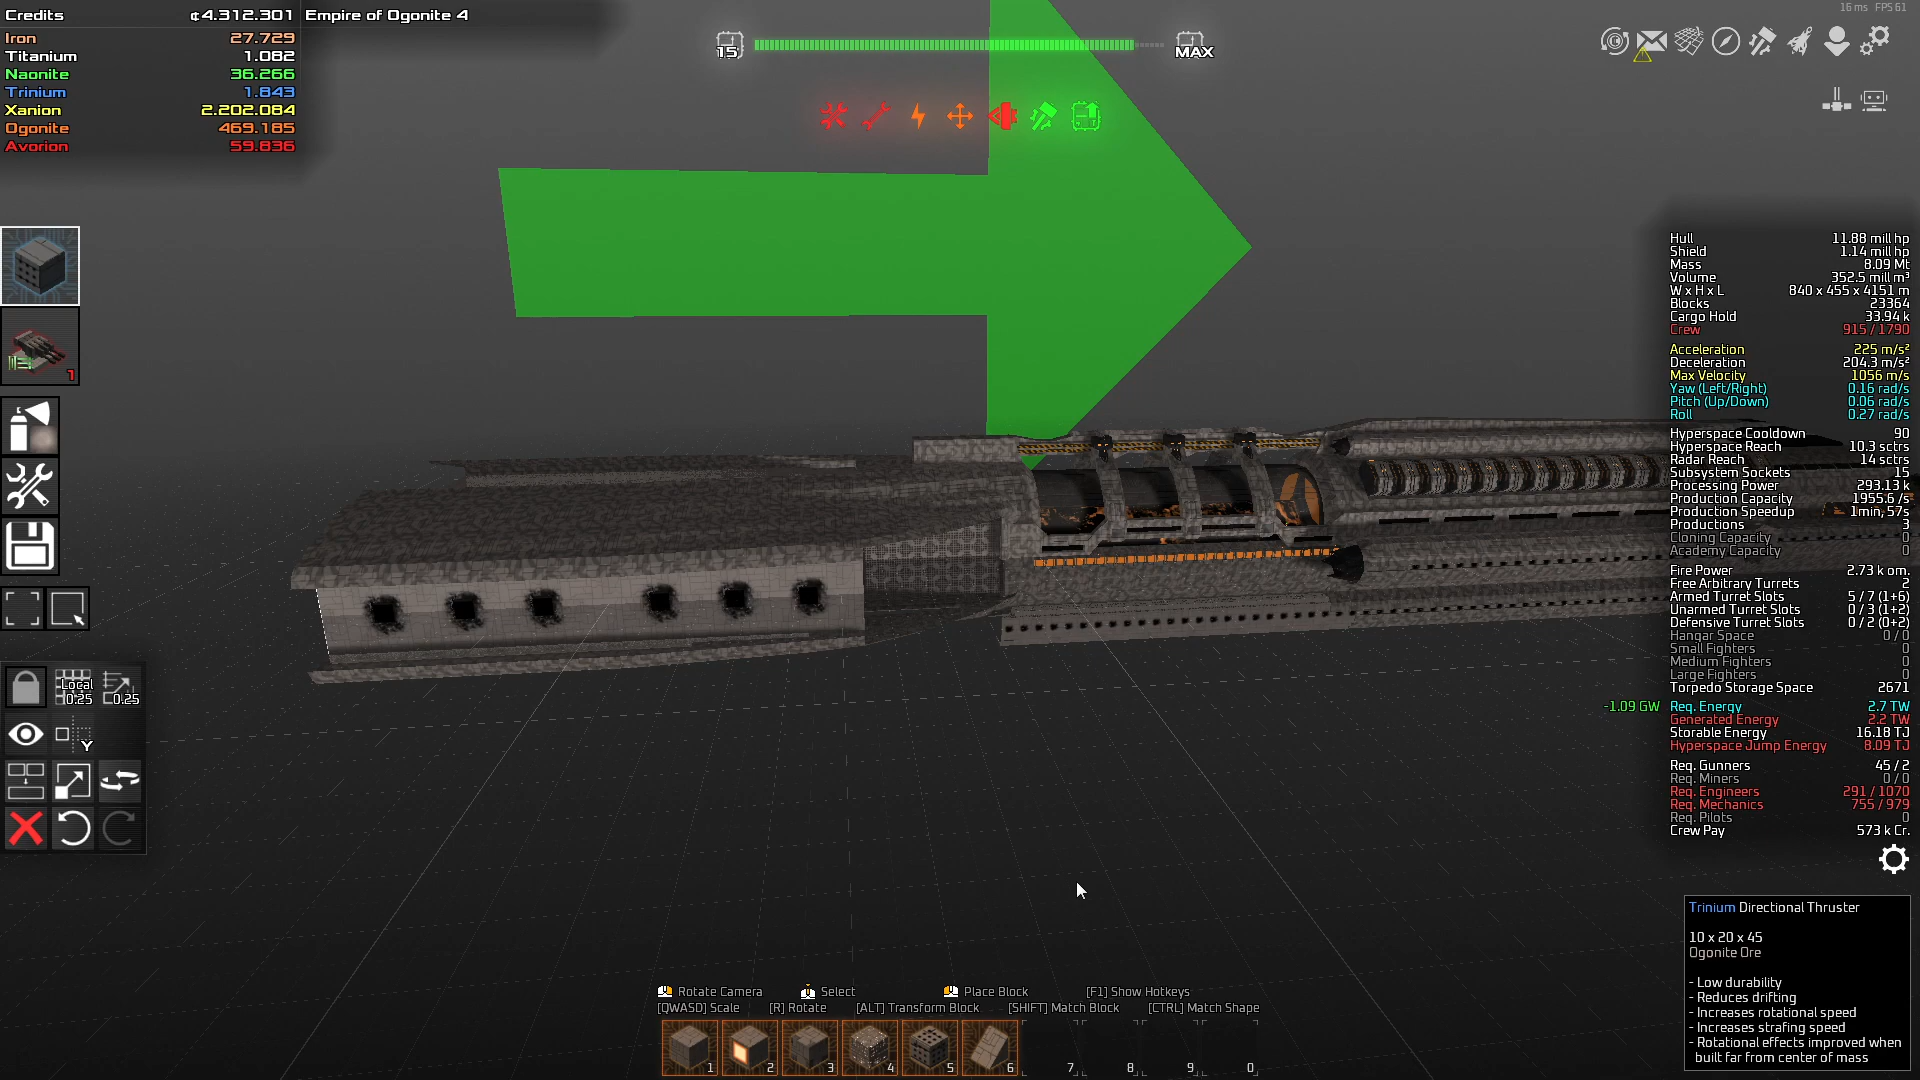 16 ms FPS 61
Credits ¢4.312.301 Empire of Ogonite 4
Iron 27.729
Titanium 1.082
Naonite 36.266
Trinium 1.843
Xanion 2.202.084
Ogonite 469.185
Avorion 59.836
15 MAX
1
Hull 11.88 mill hp
Shield 1.14 mill hp
Mass 8.09 Mt
Volume 352.5 mill m³
W x H x L 840 x 455 x 4151 m
Blocks 23364
Cargo Hold 33.94 k
Crew 915 / 1790
Acceleration 225 m/s²
Deceleration 204.3 m/s²
Max Velocity 1056 m/s
Yaw (Left/Right) 0.16 rad/s
Pitch (Up/Down) 0.06 rad/s
Roll 0.27 rad/s
Hyperspace Cooldown 90
Hyperspace Reach 10.3 sctrs
Radar Reach 14 sctrs
Subsystem Sockets 15
Processing Power 293.13 k
Production Capacity 1955.6 /s
Production Speedup 1min, 57s
Productions 3
Cloning Capacity 0
Academy Capacity 0
Fire Power 2.73 k om.
Free Arbitrary Turrets 2
Armed Turret Slots 5 / 7 (1+6)
Unarmed Turret Slots 0 / 3 (1+2)
Defensive Turret Slots 0 / 2 (0+2)
Hangar Space 0 / 0
Small Fighters 0
Medium Fighters 0
Large Fighters 0
Torpedo Storage Space 2671
-1.09 GW Req. Energy 2.7 TW
Generated Energy 2.2 TW
Storable Energy 16.18 TJ
Hyperspace Jump Energy 8.09 TJ
Req. Gunners 45 / 2
Req. Miners 0 / 0
Req. Engineers 291 / 1070
Req. Mechanics 755 / 979
Req. Pilots 0
Crew Pay 573 k Cr.
Local
0.25 0.25
Y
Trinium Directional Thruster
10 x 20 x 45
Ogonite Ore
- Low durability
- Reduces drifting
- Increases rotational speed
- Increases strafing speed
- Rotational effects improved when
built far from center of mass
Rotate Camera Select Place Block [F1] Show Hotkeys
[QWASD] Scale [R] Rotate [ALT] Transform Block [SHIFT] Match Block [CTRL] Match Shape
1 2 3 4 5 6 7 8 9 0